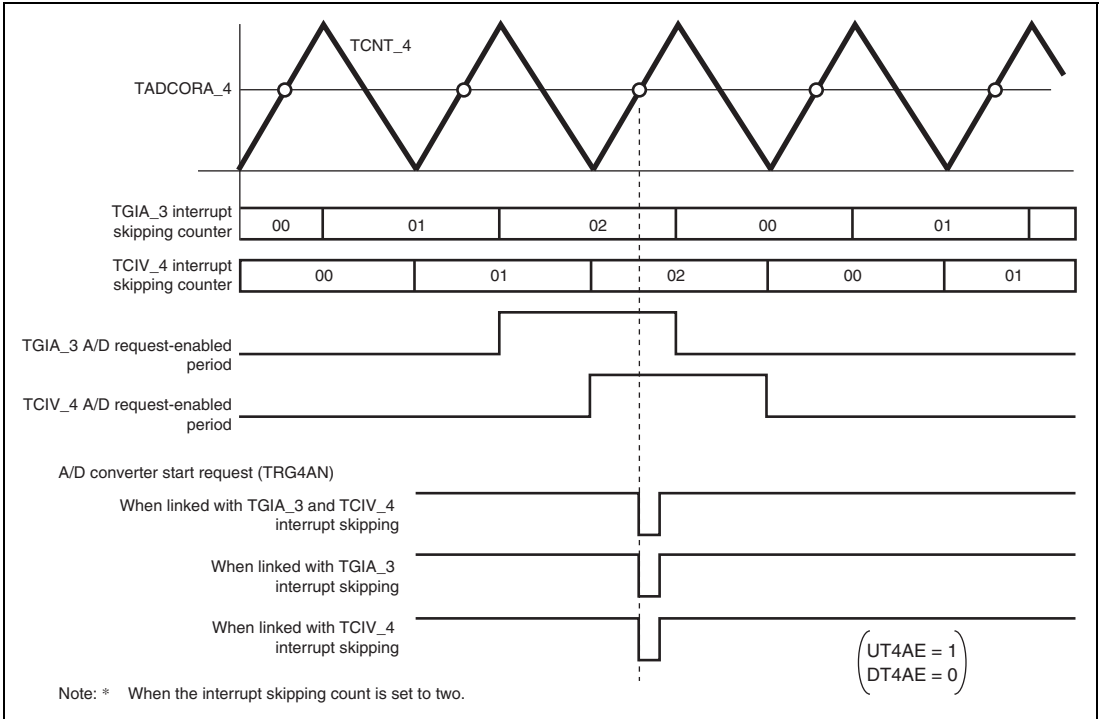 TCNT_4
TADCORA_4
TGIA_3 interrupt
skipping counter
00
01
02
00
01
TCIV_4 interrupt
skipping counter
00
01
02
00
01
TGIA_3 A/D request-enabled
period
TCIV_4 A/D request-enabled
period
A/D converter start request (TRG4AN)
When linked with TGIA_3 and TCIV_4
interrupt skipping
When linked with TGIA_3
interrupt skipping
When linked with TCIV_4
interrupt skipping
UT4AE = 1
DT4AE = 0
Note: * When the interrupt skipping count is set to two.